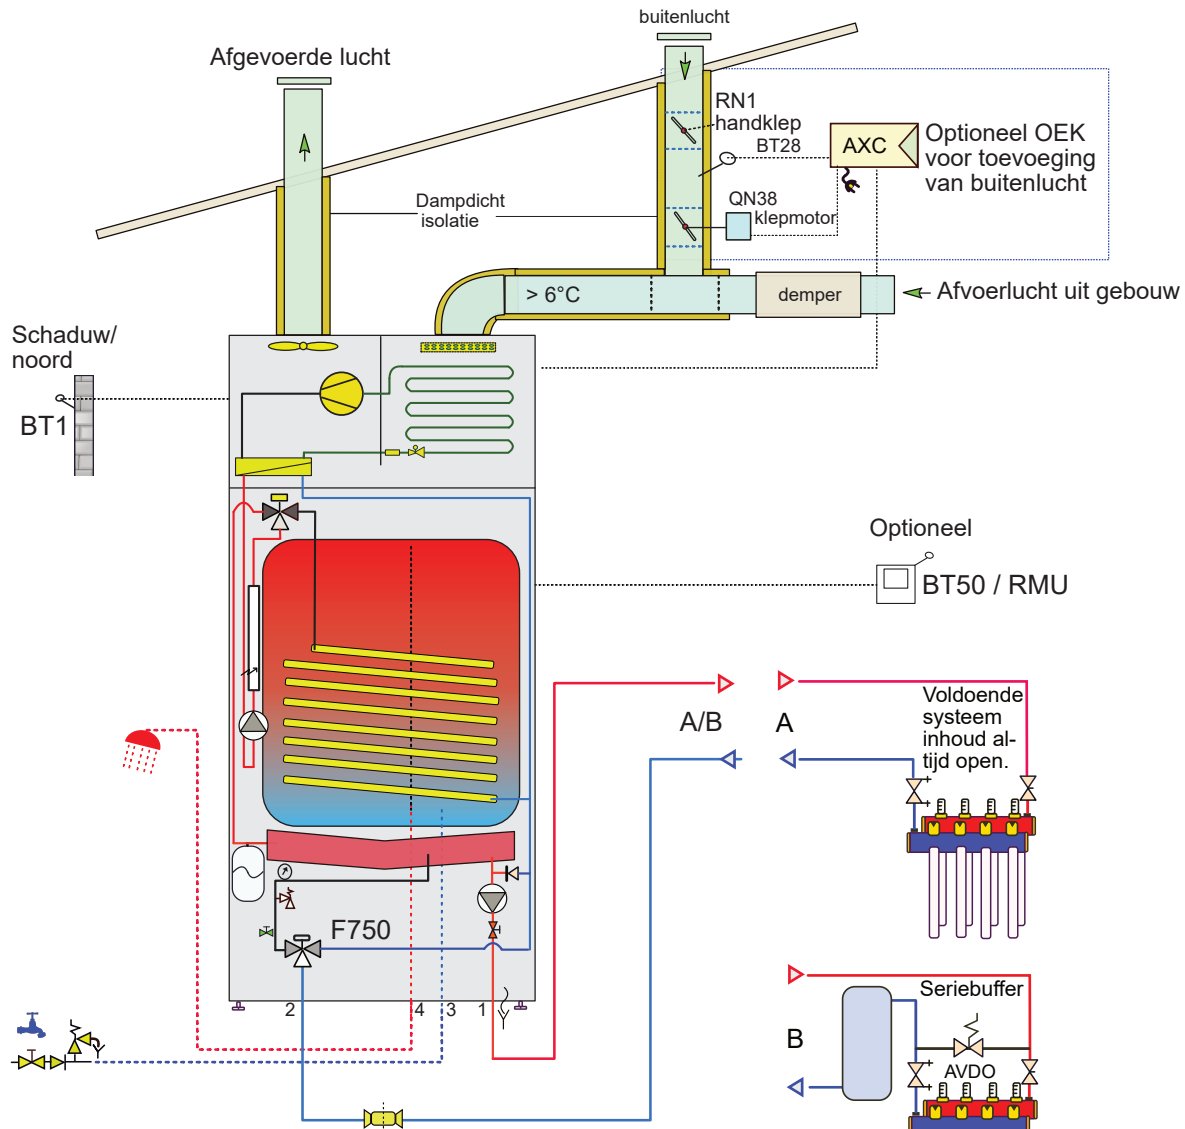 buitenlucht
Afgevoerde lucht
RN1
handklep
BT28
AXC
Optioneel OEK
voor toevoeging
van buitenlucht
Dampdicht
isolatie
QN38
klepmotor
> 6°C
demper
Afvoerlucht uit gebouw
Schaduw/
noord
BT1
Optioneel
BT50 / RMU
A/B
A
Voldoende
systeem
inhoud al-
tijd open.
F750
2
4
3
1
Seriebuffer
B
AVDO